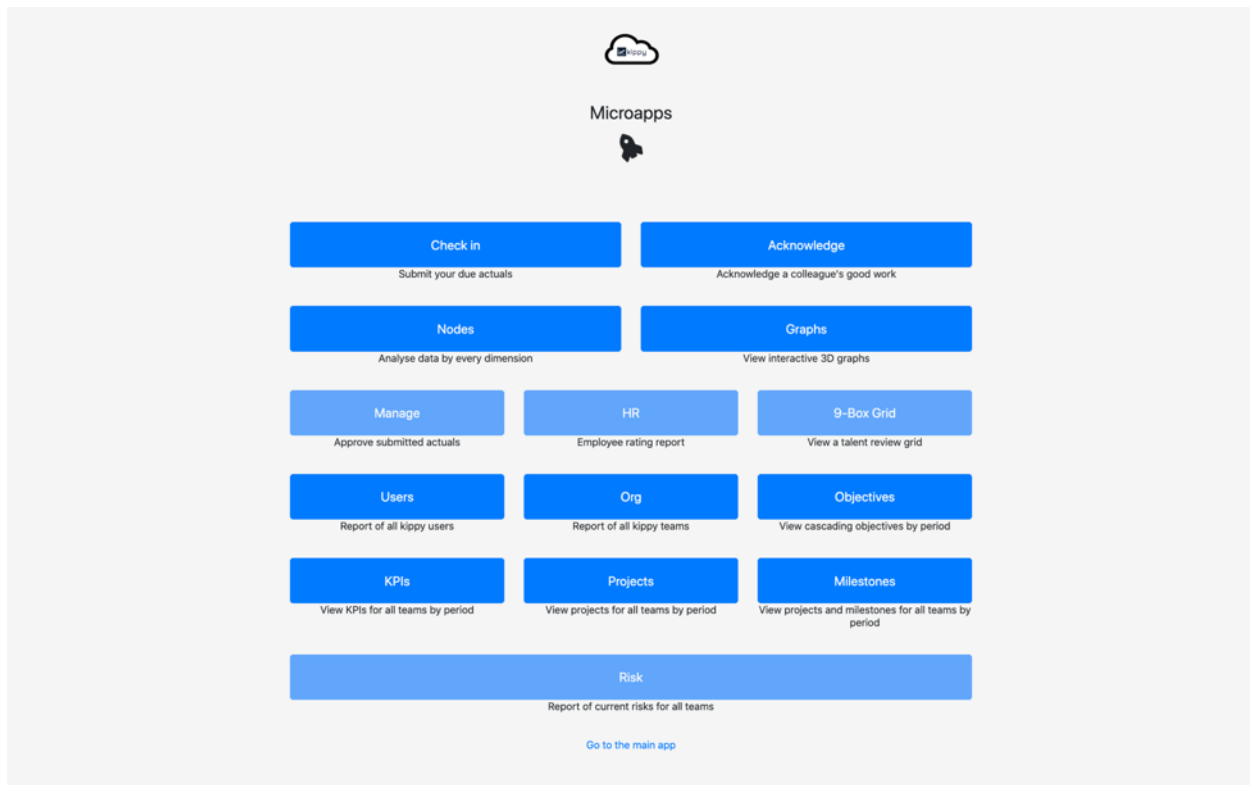 kippy
Microapps
Check in
Acknowledge
Submit your due actuals
Acknowledge a colleague's good work
Nodes
Graphs
Analyse data by every dimension
View interactive 3D graphs
Manage
HR
9-Box Grid
Approve submitted actuals
Employee rating report
View a talent review grid
Users
Org
Objectives
Report of all kippy users
Report of all kippy teams
View cascading objectives by period
KPIs
Projects
Milestones
View KPIs for all teams by period
View projects for all teams by period
View projects and milestones for all teams by
period
Risk
Report of current risks for all teams
Go to the main app